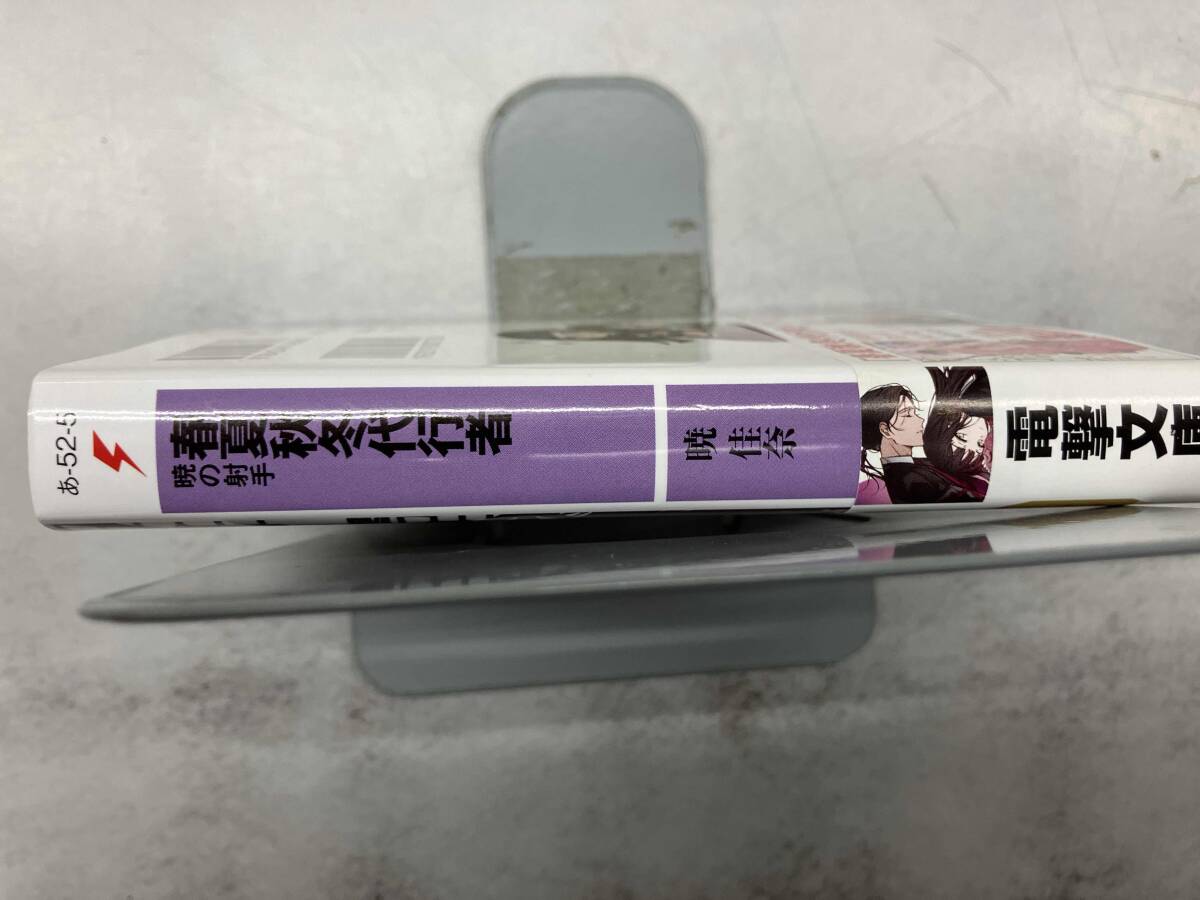 あ-52-5
春夏秋冬代行者
暁の射手
暁 佳奈
電撃文庫